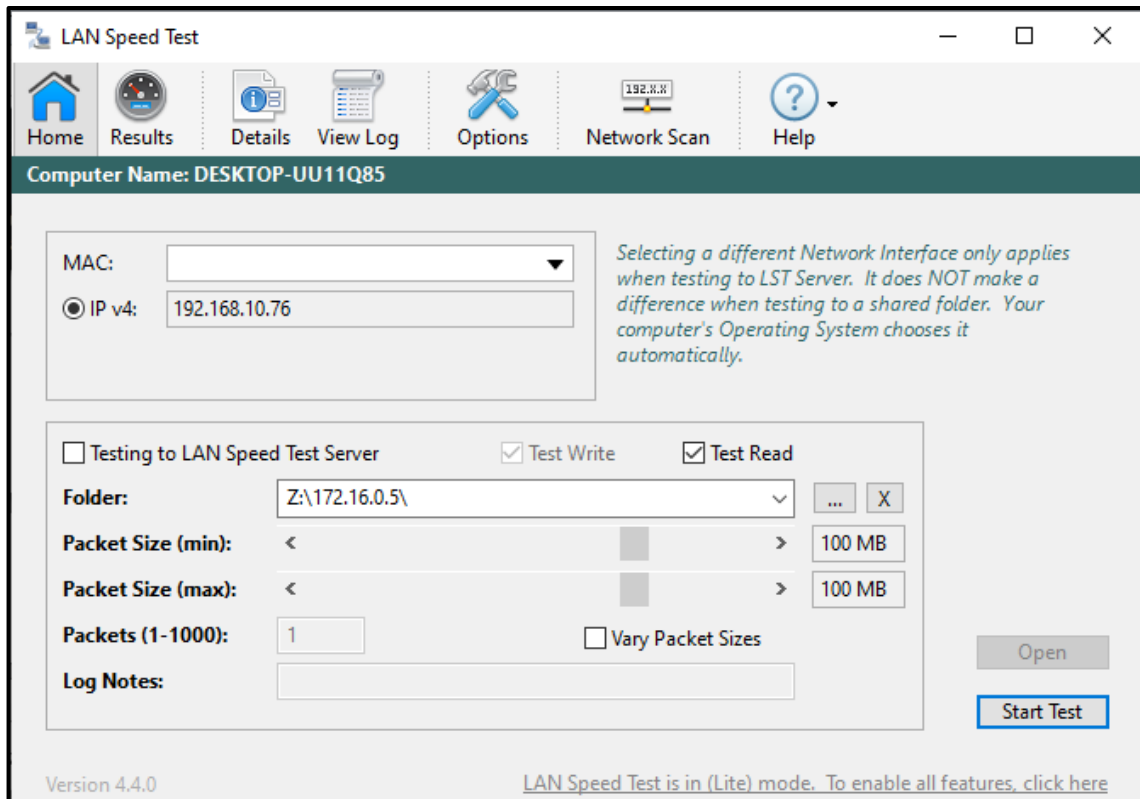 LAN Speed Test
Home Results Details View Log Options 192.X.X Network Scan ? Help
Computer Name: DESKTOP-UU11Q85
MAC:
IP v4: 192.168.10.76
Selecting a different Network Interface only applies
when testing to LST Server. It does NOT make a
difference when testing to a shared folder. Your
computer's Operating System chooses it
automatically.
Testing to LAN Speed Test Server Test Write Test Read
Folder: Z:\172.16.0.5\ ... X
Packet Size (min): 100 MB
Packet Size (max): 100 MB
Packets (1-1000): 1 Vary Packet Sizes
Open
Log Notes:
Start Test
Version 4.4.0 LAN Speed Test is in (Lite) mode. To enable all features, click here